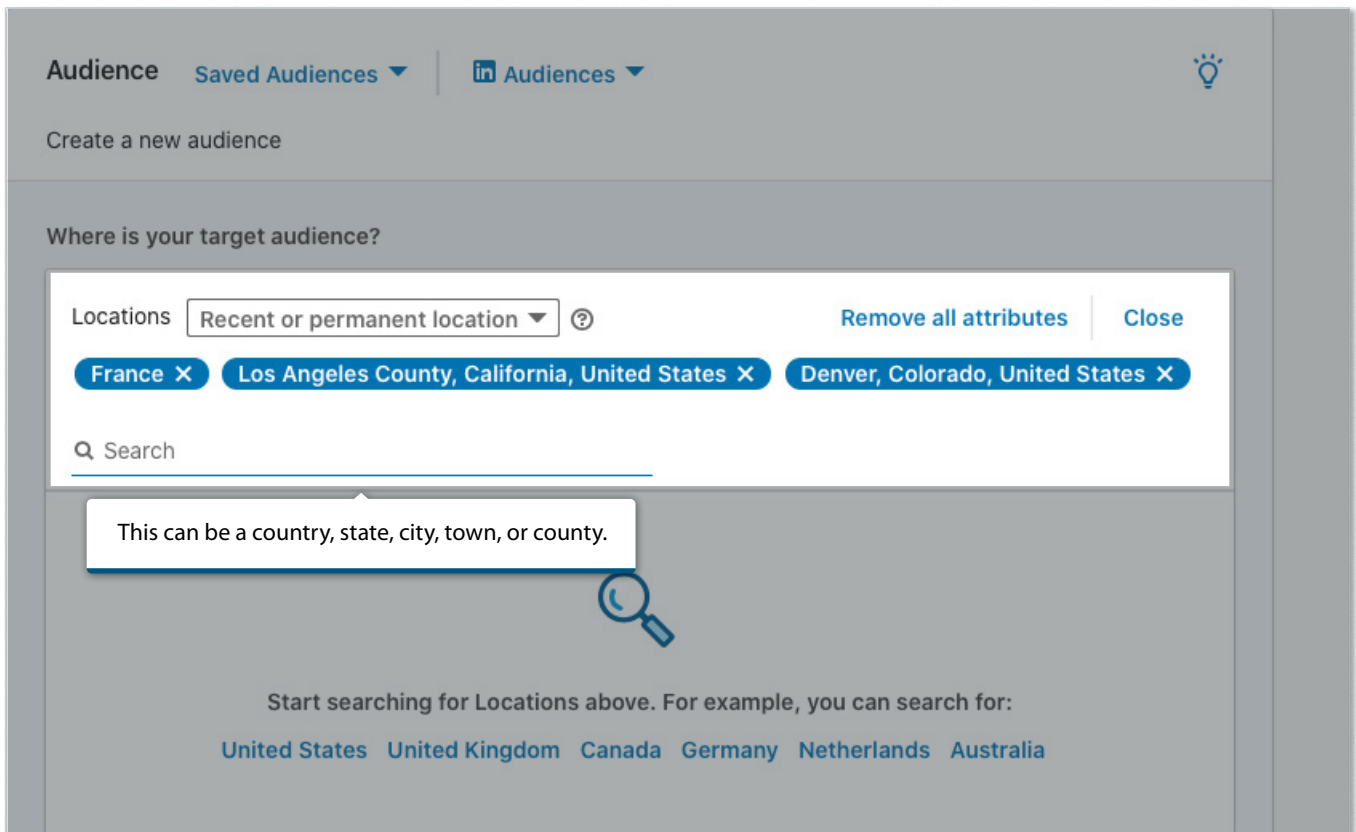 Audience Saved Audiences in Audiences
Create a new audience
Where is your target audience?
Locations Recent or permanent location ? Remove all attributes Close
France × Los Angeles County, California, United States × Denver, Colorado, United States ×
Search
This can be a country, state, city, town, or county.
Start searching for Locations above. For example, you can search for:
United States United Kingdom Canada Germany Netherlands Australia